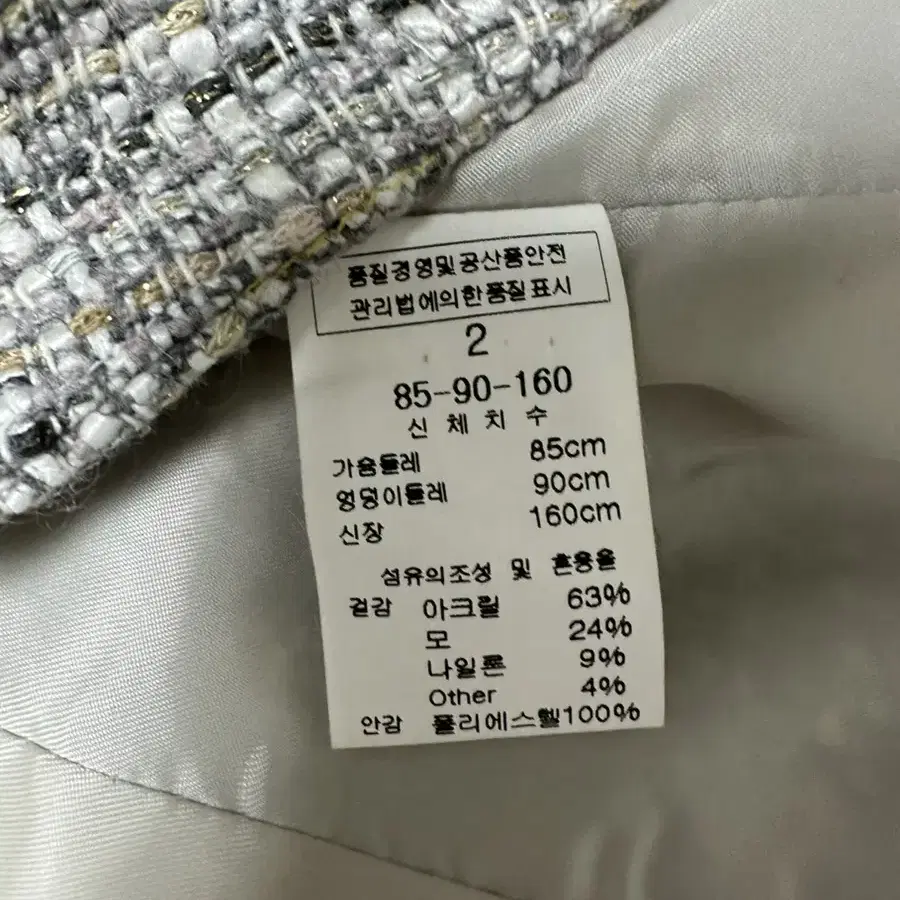 품질경영및공산품안전
관리법에의한품질표시
2
85-90-160
신체치수
가슴둘레 85cm
엉덩이둘레 90cm
신장 160cm
섬유의조성 및 혼용율
겉감 아크릴 63%
모 24%
나일론 9%
Other 4%
안감 폴리에스텔100%